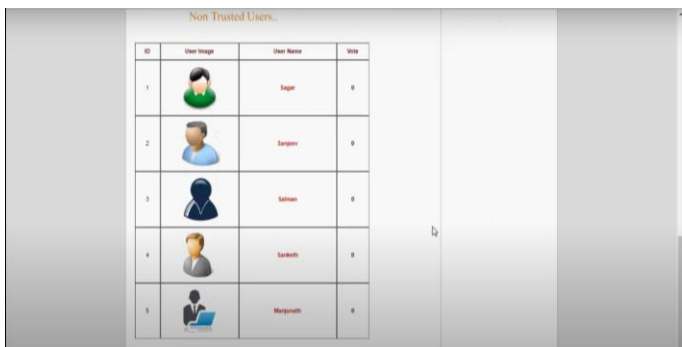 Non Trusted Users..
ID User Image User Name Vote
1 Sagar 0
2 Sanjeev 0
3 Salman 0
4 Sanketh 0
5 Manjunath 0